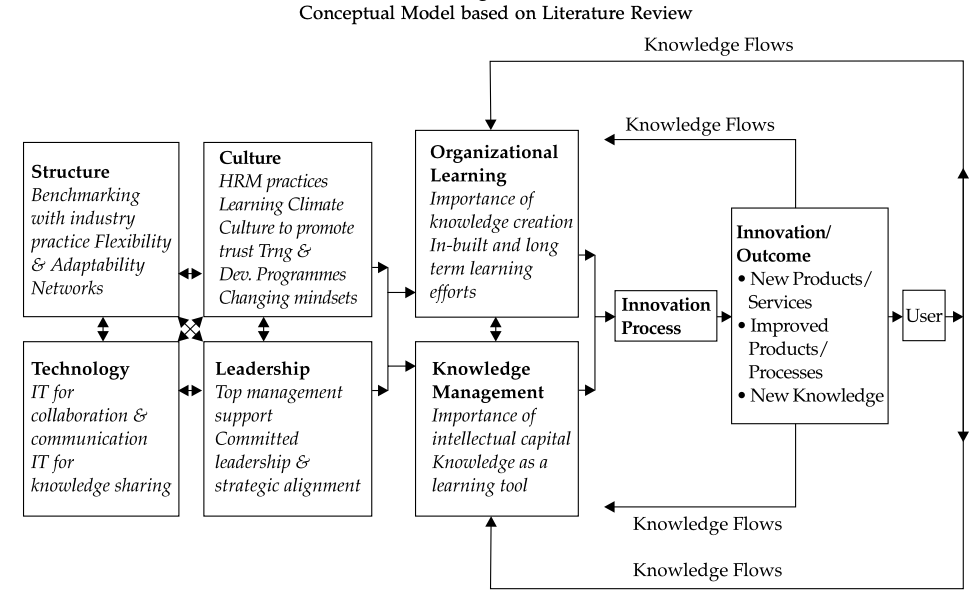 Conceptual Model based on Literature Review
Knowledge Flows
Knowledge Flows
Structure
Benchmarking
with industry
practice Flexibility
& Adaptability
Networks
Culture
HRM practices
Learning Climate
Culture to promote
trust Trng &
Dev. Programmes
Changing mindsets
Organizational
Learning
Importance of
knowledge creation
In-built and long
term learning
efforts
Technology
IT for
collaboration &
communication
IT for
knowledge sharing
Leadership
Top management
support
Committed
leadership &
strategic alignment
Knowledge
Management
Importance of
intellectual capital
Knowledge as a
learning tool
Innovation
Process
Innovation/
Outcome
• New Products/
Services
• Improved
Products/
Processes
• New Knowledge
User
Knowledge Flows
Knowledge Flows